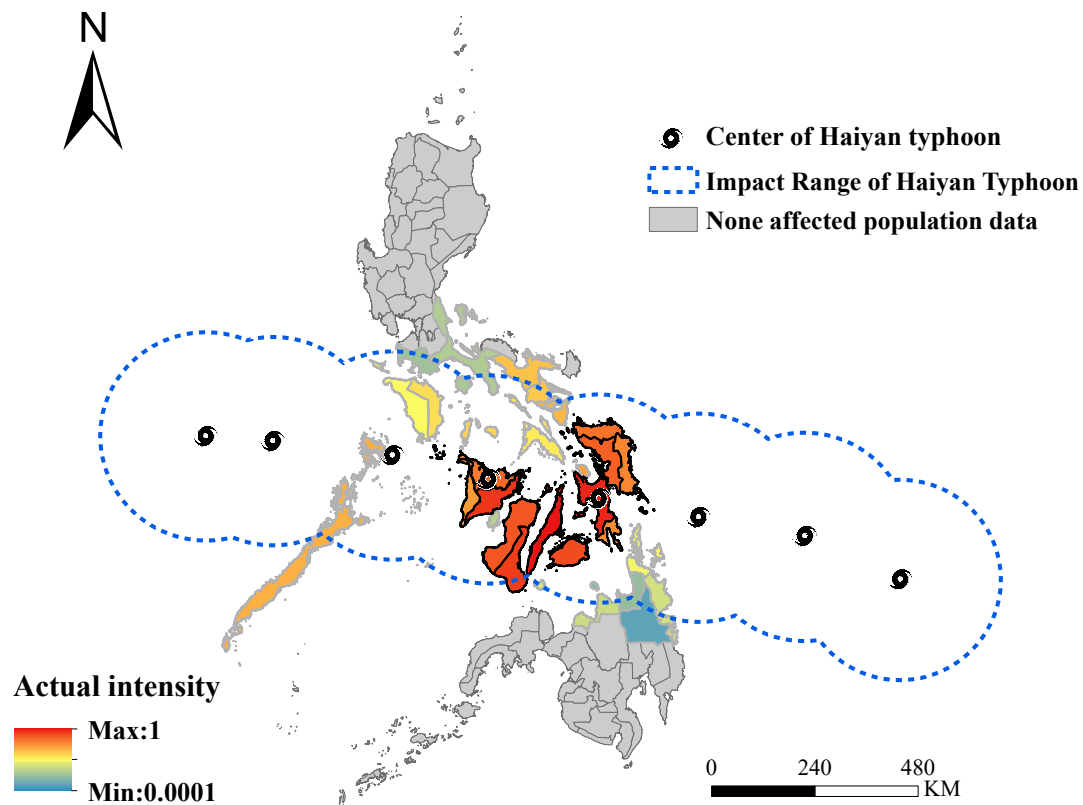 N
Center of Haiyan typhoon
Impact Range of Haiyan Typhoon
None affected population data
Actual intensity
Max:1
Min:0.0001
0 240 480
KM